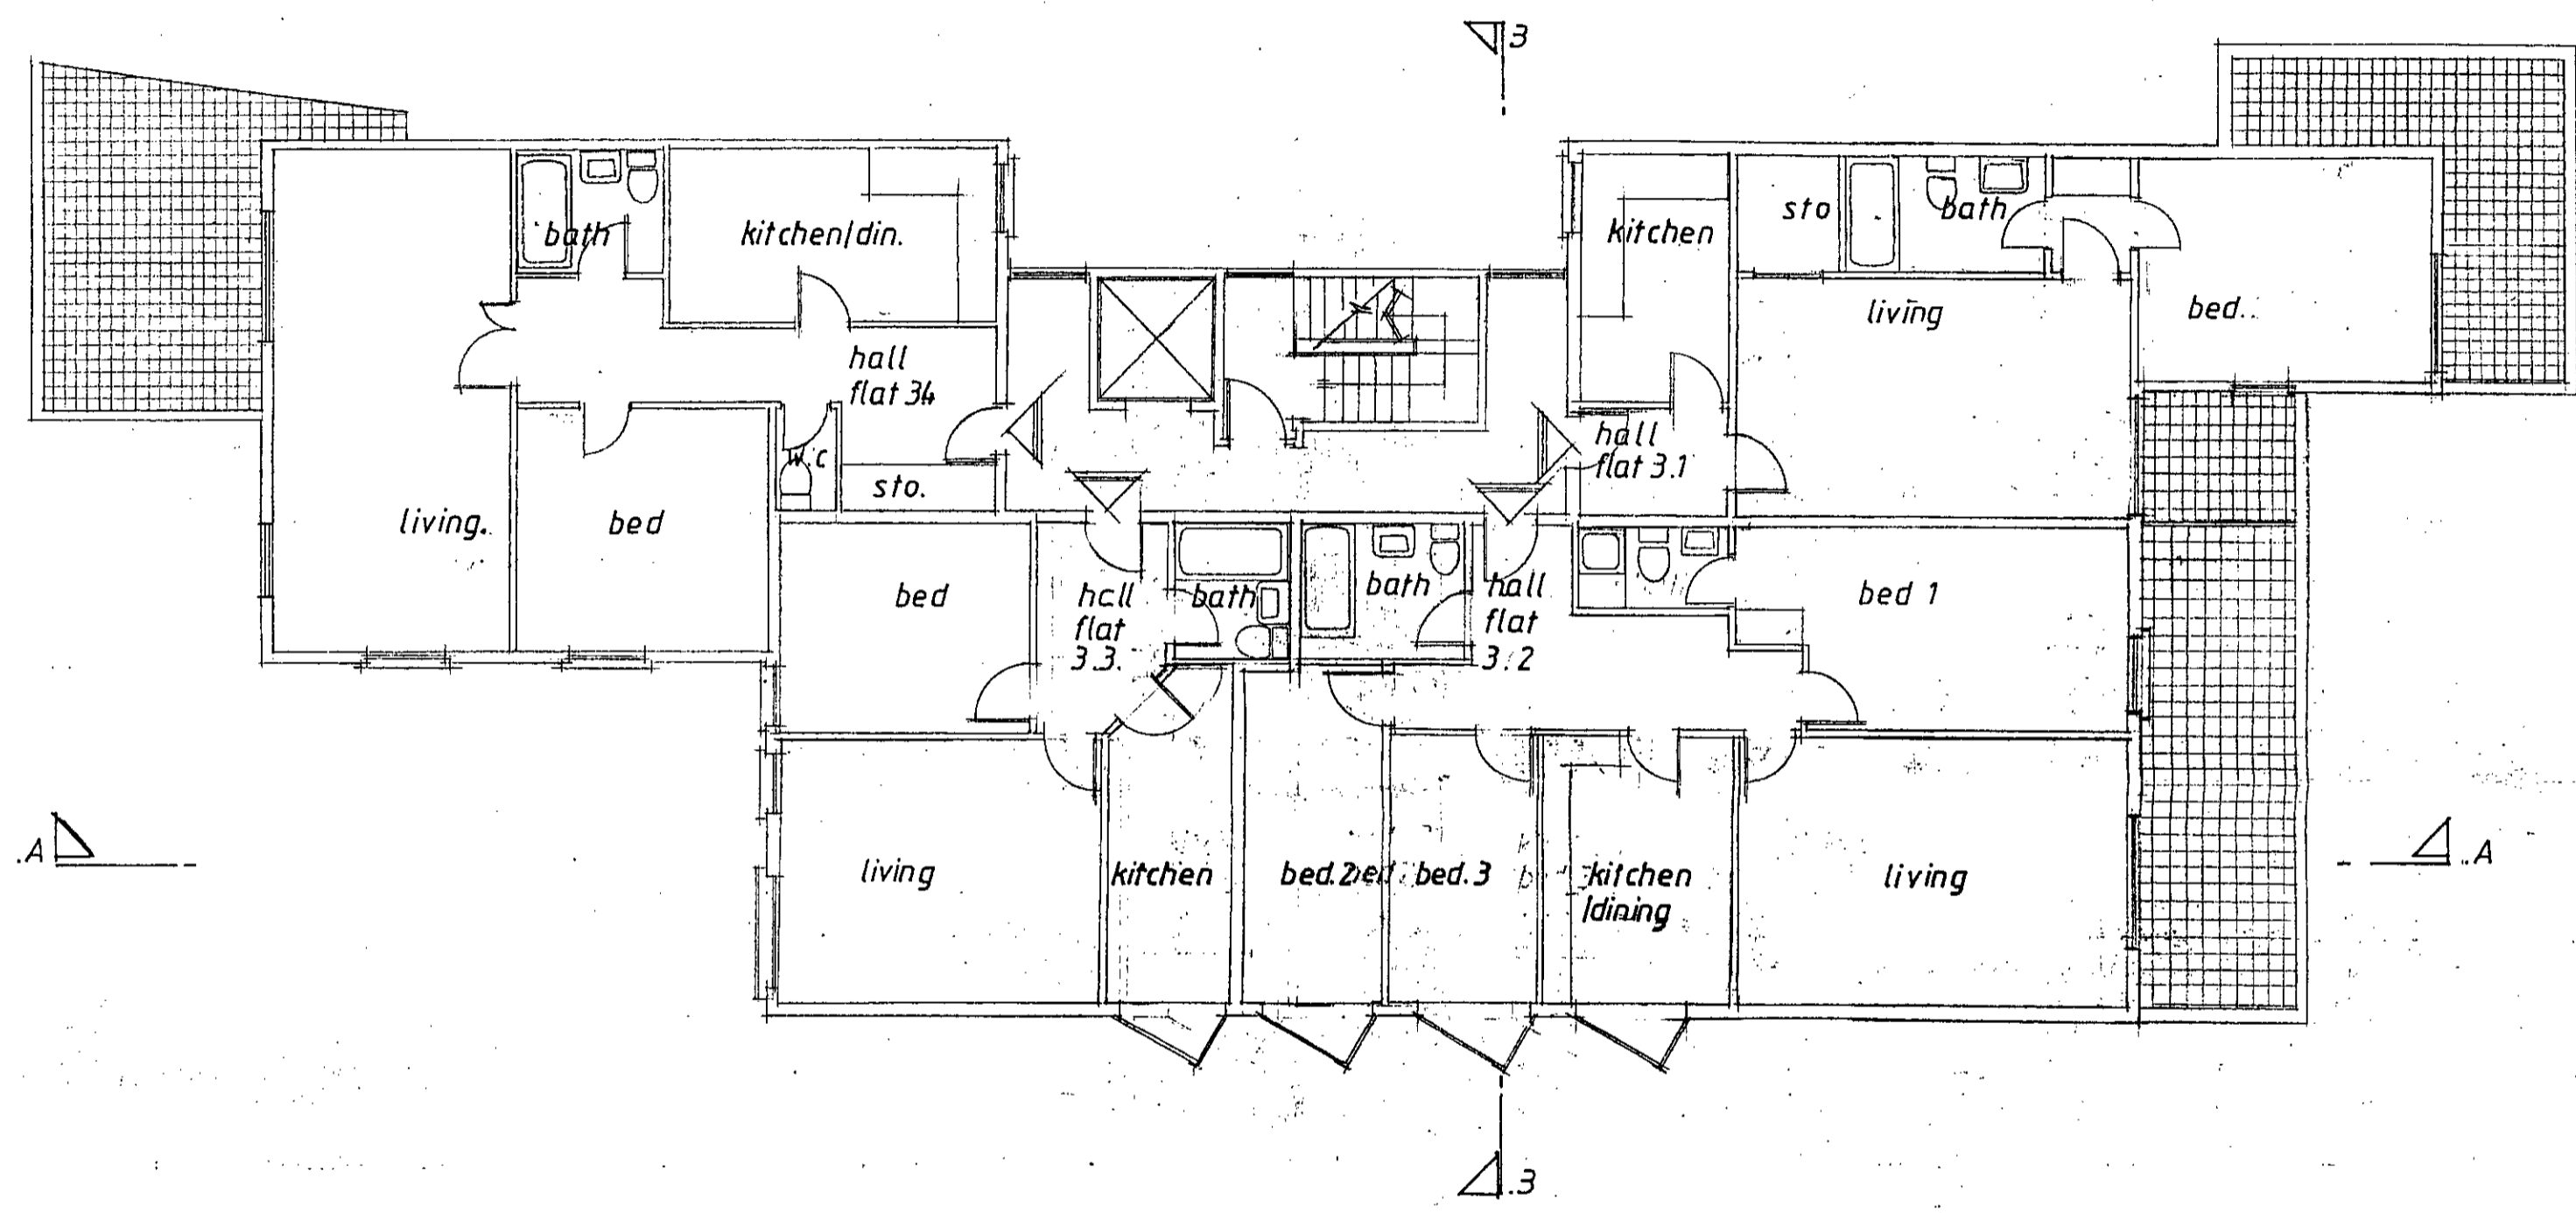 3
bath
kitchen/din.
hall
flat 34
w.c
sto.
living.
bed
kitchen
sto
bath
living
bed..
hall
flat 3.1
bed
hall
flat
3.3.
bath
bath
hall
flat
3.2
bed 1
living
kitchen
bed.2
bed.3
kitchen
/dining
living
.A
..A
.3